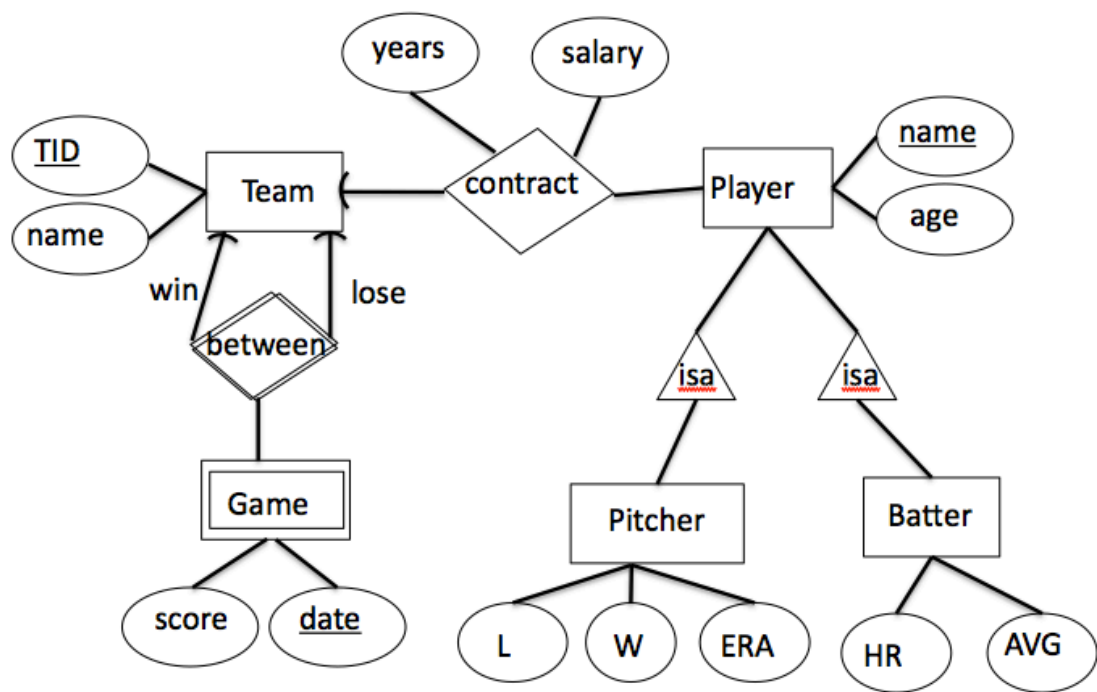 years
salary
TID
name
Team
contract
Player
name
age
win
lose
between
isa
isa
Game
Pitcher
Batter
score
date
L
W
ERA
HR
AVG